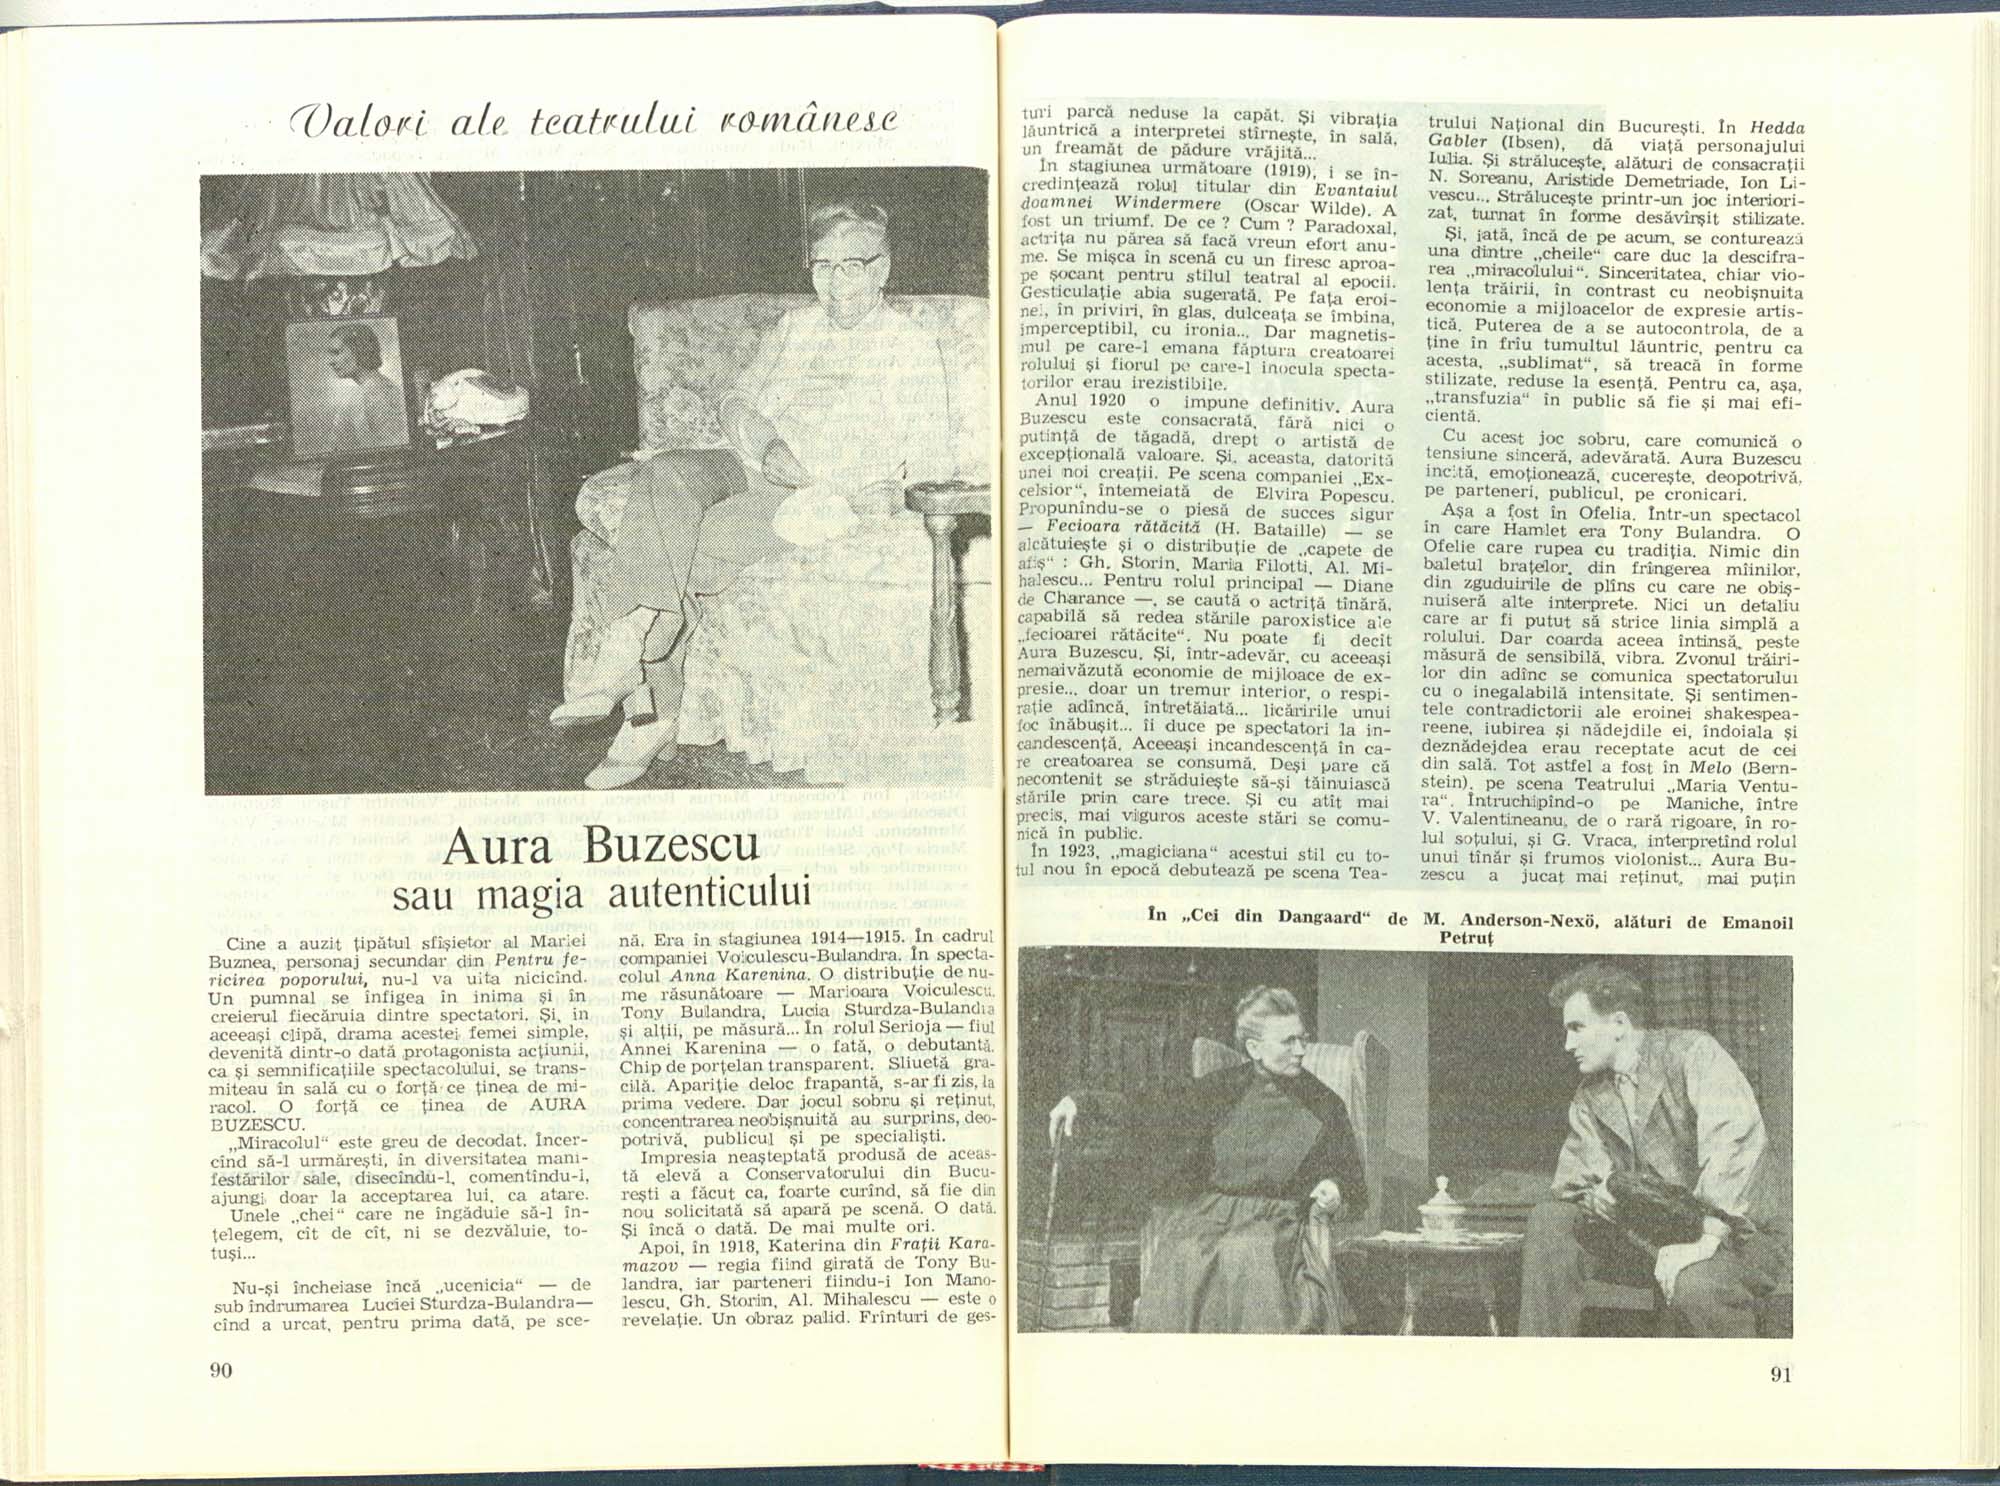 Valori ale teatrului românesc
Aura Buzescu
sau magia autenticului
Cine a auzit țipătul sfîșietor al Mariei
Buznea, personaj secundar din Pentru fe-
ricirea poporului, nu-l va uita nicicînd.
Un pumnal se înfigea în inima și în
creierul fiecăruia dintre spectatori. Și, în
aceeași clipă, drama acestei femei simple,
devenită dintr-o dată protagonista acțiunii,
ca și semnificațiile spectacolului, se trans-
miteau în sală cu o forță ce ținea de mi-
racol. O forță ce ținea de AURA
BUZESCU.
„Miracolul“ este greu de decodat. Încer-
cînd să-l urmărești, în diversitatea mani-
festărilor sale, disecîndu-l, comentîndu-i,
ajungi doar la acceptarea lui, ca atare.
Unele „chei“ care ne îngăduie să-l în-
țelegem, cît de cît, ni se dezvăluie, to-
tuși...
Nu-și încheiase încă „ucenicia“ — de
sub îndrumarea Luciei Sturdza-Bulandra—
cînd a urcat, pentru prima dată, pe sce-
nă. Era în stagiunea 1914—1915. În cadrul
companiei Voiculescu-Bulandra. În specta-
colul Anna Karenina. O distribuție de nu-
me răsunătoare — Marioara Voiculescu,
Tony Bulandra, Lucia Sturdza-Bulandra
și alții, pe măsură... În rolul Serioja — fiul
Annei Karenina — o fată, o debutantă.
Chip de porțelan transparent. Sliuetă gra-
cilă. Apariție deloc frapantă, s-ar fi zis, la
prima vedere. Dar jocul sobru și reținut,
concentrarea neobișnuită au surprins, deo-
potrivă, publicul și pe specialiști.
Impresia neașteptată produsă de aceas-
tă elevă a Conservatorului din Bucu-
rești a făcut ca, foarte curînd, să fie din
nou solicitată să apară pe scenă. O dată.
Și încă o dată. De mai multe ori.
Apoi, în 1918, Katerina din Frații Kara-
mazov — regia fiind girată de Tony Bu-
landra, iar parteneri fiindu-i Ion Mano-
lescu, Gh. Storin, Al. Mihalescu — este o
revelație. Un obraz palid. Frînturi de ges-
90
turi parcă neduse la capăt. Și vibrația
lăuntrică a interpretei stîrnește, în sală,
un freamăt de pădure vrăjită...
În stagiunea următoare (1919), i se în-
credințează rolul titular din Evantaiul
doamnei Windermere (Oscar Wilde). A
fost un triumf. De ce ? Cum ? Paradoxal,
actrița nu părea să facă vreun efort anu-
me. Se mișca în scenă cu un firesc aproa-
pe șocant pentru stilul teatral al epocii.
Gesticulație abia sugerată. Pe fața eroi-
nei, în priviri, în glas, dulceața se îmbina,
imperceptibil, cu ironia... Dar magnetis-
mul pe care-l emana făptura creatoarei
rolului și fiorul pe care-l inocula specta-
torilor erau irezistibile.
Anul 1920 o impune definitiv. Aura
Buzescu este consacrată, fără nici o
putință de tăgadă, drept o artistă de
excepțională valoare. Și, aceasta, datorită
unei noi creații. Pe scena companiei „Ex-
celsior“, întemeiată de Elvira Popescu.
Propunîndu-se o piesă de succes sigur
— Fecioara rătăcită (H. Bataille) — se
alcătuiește și o distribuție de „capete de
afiș“ : Gh. Storin, Maria Filotti, Al. Mi-
halescu... Pentru rolul principal — Diane
de Charance —, se caută o actriță tînără,
capabilă să redea stările paroxistice ale
„fecioarei rătăcite“. Nu poate fi decît
Aura Buzescu. Și, într-adevăr, cu aceeași
nemaivăzută economie de mijloace de ex-
presie... doar un tremur interior, o respi-
rație adîncă, întretăiată... licăririle unui
foc înăbușit... îi duce pe spectatori la in-
candescență. Aceeași incandescență în ca-
re creatoarea se consumă. Deși pare că
necontenit se străduiește să-și tăinuiască
stările prin care trece. Și cu atît mai
precis, mai viguros aceste stări se comu-
nică în public.
În 1923, „magiciana“ acestui stil cu to-
tul nou în epocă debutează pe scena Tea-
trului Național din București. În Hedda
Gabler (Ibsen), dă viață personajului
Iulia. Și strălucește, alături de consacrații
N. Soreanu, Aristide Demetriade, Ion Li-
vescu... Strălucește printr-un joc interiori-
zat, turnat în forme desăvîrșit stilizate.
Și, iată, încă de pe acum, se conturează
una dintre „cheile“ care duc la descifra-
rea „miracolului“. Sinceritatea, chiar vio-
lența trăirii, în contrast cu neobișnuita
economie a mijloacelor de expresie artis-
tică. Puterea de a se autocontrola, de a
ține în frîu tumultul lăuntric, pentru ca
acesta, „sublimat“, să treacă în forme
stilizate, reduse la esență. Pentru ca, așa,
„transfuzia“ în public să fie și mai efi-
cientă.
Cu acest joc sobru, care comunică o
tensiune sinceră, adevărată. Aura Buzescu
incită, emoționează, cucerește, deopotrivă,
pe parteneri, publicul, pe cronicari.
Așa a fost în Ofelia. Într-un spectacol
în care Hamlet era Tony Bulandra. O
Ofelie care rupea cu tradiția. Nimic din
baletul brațelor, din frîngerea mîinilor,
din zguduirile de plîns cu care ne obiș-
nuiseră alte interprete. Nici un detaliu
care ar fi putut să strice linia simplă a
rolului. Dar coarda aceea întinsă, peste
măsură de sensibilă, vibra. Zvonul trăiri-
lor din adînc se comunica spectatorului
cu o inegalabilă intensitate. Și sentimen-
tele contradictorii ale eroinei shakespea-
reene, iubirea și nădejdile ei, îndoiala și
deznădejdea erau receptate acut de cei
din sală. Tot astfel a fost în Melo (Bern-
stein), pe scena Teatrului „Maria Ventu-
ra“. Întruchipînd-o pe Maniche, între
V. Valentineanu, de o rară rigoare, în ro-
lul soțului, și G. Vraca, interpretînd rolul
unui tînăr și frumos violonist... Aura Bu-
zescu a jucat mai reținut, mai puțin
În „Cei din Dangaard“ de M. Anderson-Nexö, alături de Emanoil
Petruț
91